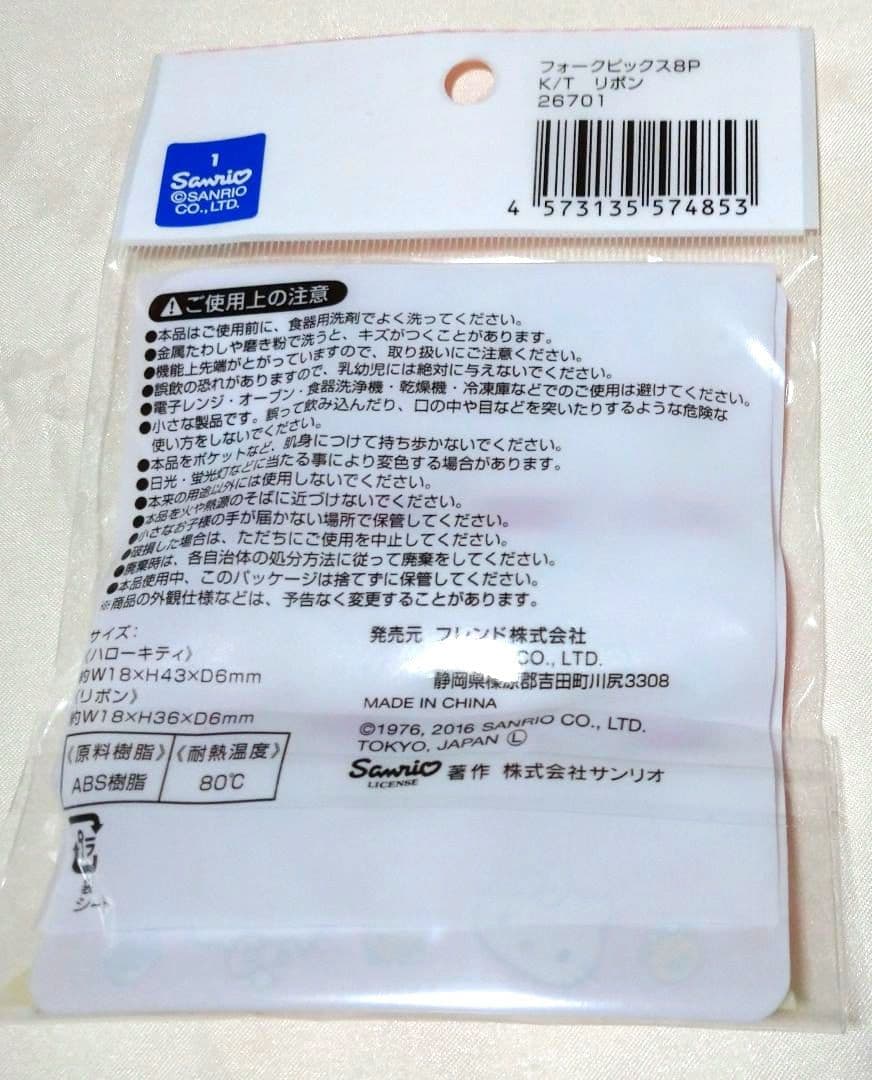 フォークピックス8P
K/T リボン
26701
4 573135 574853
1
Sanrio
©SANRIO
CO., LTD.
ご使用上の注意
●本品はご使用前に、食器用洗剤でよく洗ってください。
●金属たわしや磨き粉で洗うと、キズがつくことがあります。
●機能上先端がとがっていますので、取り扱いにご注意ください。
●誤飲の恐れがありますので、乳幼児には絶対に与えないでください。
●電子レンジ・オーブン・食器洗浄機・乾燥機・冷凍庫などでのご使用は避けてください。
●小さな製品です。誤って飲み込んだり、口の中や目などを突いたりするような危険な
使い方をしないでください。
●本品をポケットなど、肌身につけて持ち歩かないでください。
●日光・蛍光灯などに当たる事により変色する場合があります。
●本来の用途以外には使用しないでください。
●本品を火や熱源のそばに近づけないでください。
●小さなお子様の手が届かない場所で保管してください。
●破損した場合は、ただちにご使用を中止してください。
●廃棄時は、各自治体の処分方法に従って廃棄をしてください。
●本品使用中、このパッケージは捨てずに保管してください。
※商品の外観仕様などは、予告なく変更することがあります。
サイズ:
《ハローキティ》
約W18×H43×D6mm
《リボン》
約W18×H36×D6mm
《原料樹脂》 《耐熱温度》
ABS樹脂 80℃
発売元 フレンド株式会社
CO., LTD.
静岡県榛原郡吉田町川尻3308
MADE IN CHINA
©1976, 2016 SANRIO CO., LTD.
TOKYO, JAPAN Ⓛ
Sanrio 著作 株式会社サンリオ
LICENSE
プラ
シート